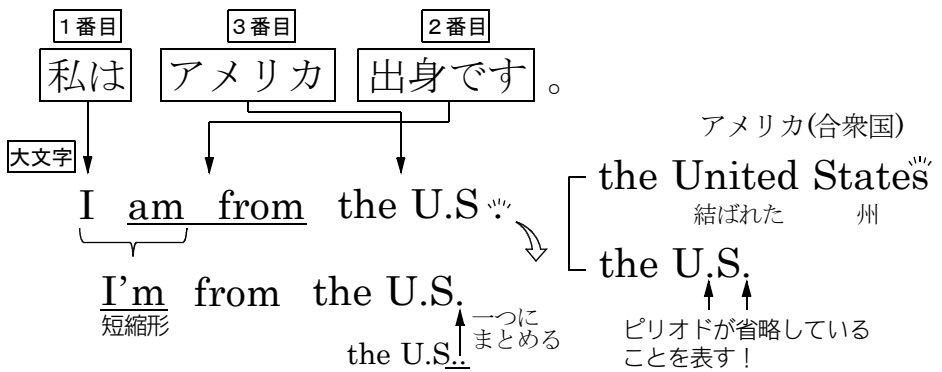 1番目 3番目 2番目
私は アメリカ 出身です 。
アメリカ(合衆国)
大文字
the United States
I am from the U.S.
結ばれた 州
the U.S.
I'm from the U.S.
短縮形
一つに
まとめる
the U.S..
ピリオドが省略している
ことを表す！